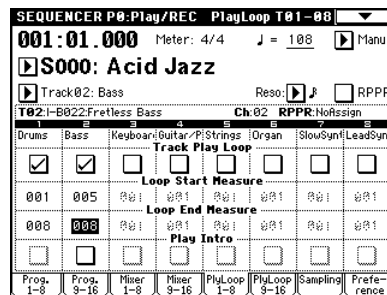 SEQUENCER P0:Play/REC PlayLoop T01-08
001:01.000 Meter: 4/4 ♩ = 108 Manu
S000: Acid Jazz
Track02: Bass Reso: ♪ RPPR
T02:I-B022:Fretless Bass Ch:02 RPPR:NoAssign
1 2 3 4 5 6 7 8
Drums Bass Keyboar Guitar/P Strings Organ SlowSynt LeadSyn
Track Play Loop
Loop Start Measure
001 005 001 001 001 001 001 001
Loop End Measure
008 008 001 001 001 001 001 001
Play Intro
Prog. 1-8 Prog. 9-16 Mixer 1-8 Mixer 9-16 PlyLoop 1-8 PlyLoop 9-16 Sampling Prefe-rence